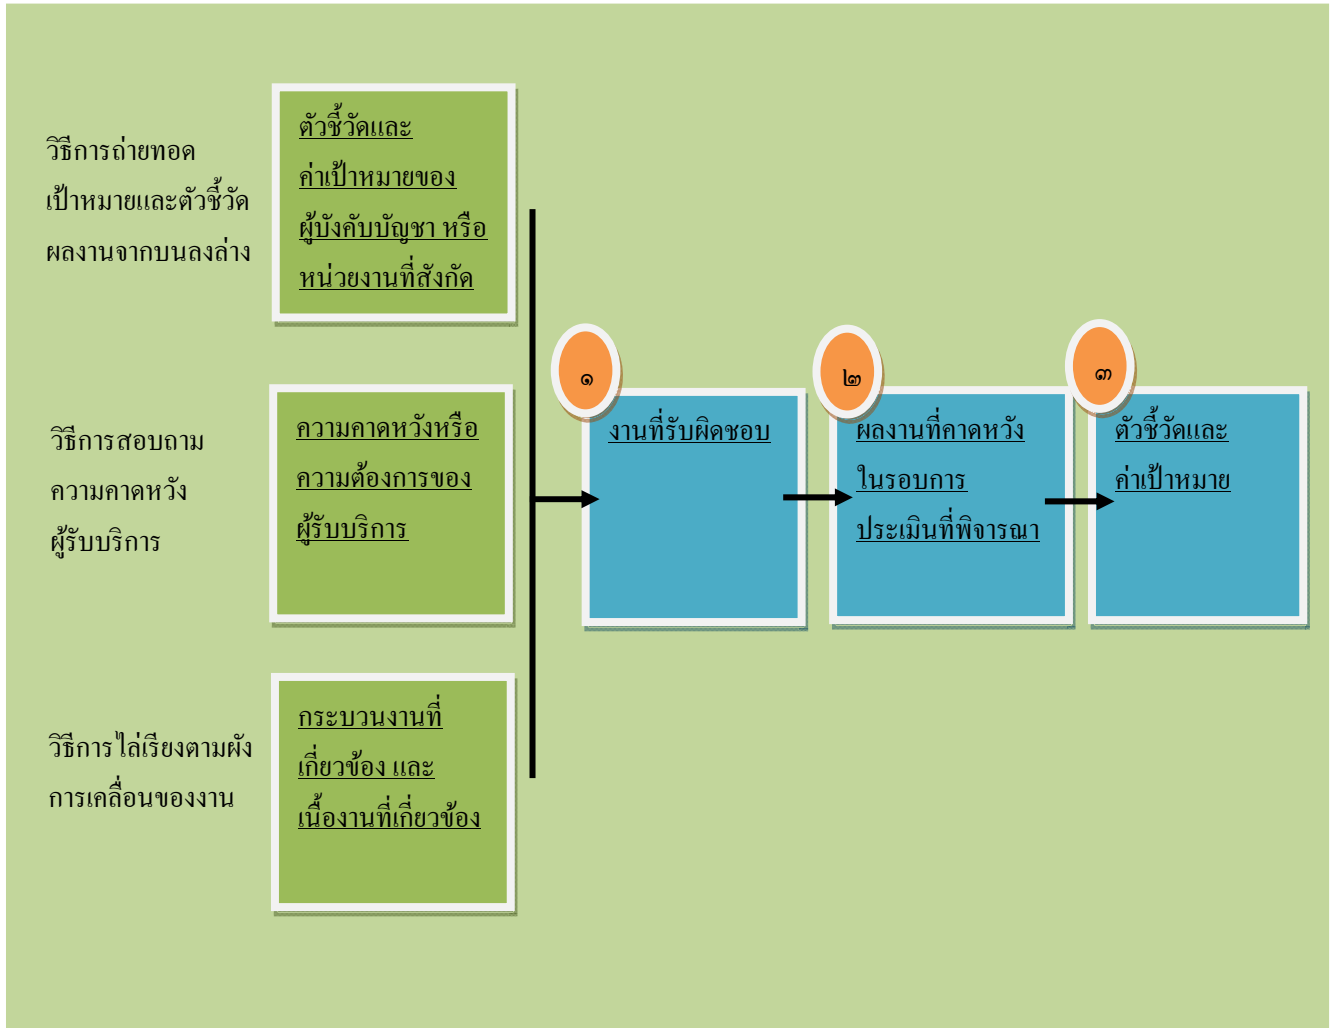 วิธีการถ่ายทอด
เป้าหมายและตัวชี้วัด
ผลงานจากบนลงล่าง
ตัวชี้วัดและ
ค่าเป้าหมายของ
ผู้บังคับบัญชา หรือ
หน่วยงานที่สังกัด
วิธีการสอบถาม
ความคาดหวัง
ผู้รับบริการ
ความคาดหวังหรือ
ความต้องการของ
ผู้รับบริการ
วิธีการไล่เรียงตามผัง
การเคลื่อนของงาน
กระบวนงานที่
เกี่ยวข้อง และ
เนื้องานที่เกี่ยวข้อง
๑
งานที่รับผิดชอบ
๒
ผลงานที่คาดหวัง
ในรอบการ
ประเมินที่พิจารณา
๓
ตัวชี้วัดและ
ค่าเป้าหมาย